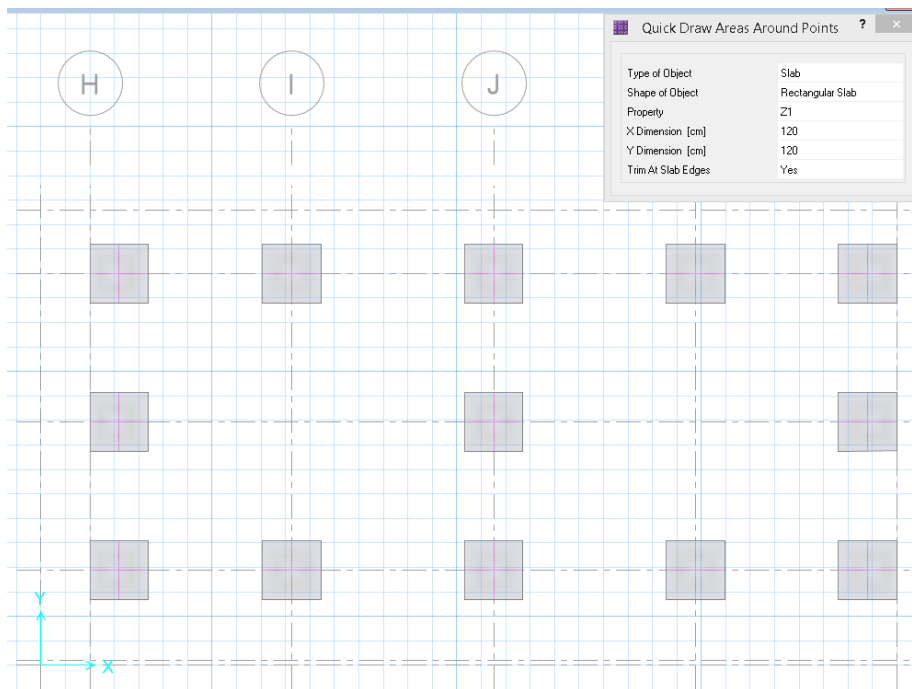 Quick Draw Areas Around Points ? ×
H I J
Type of Object Slab
Shape of Object Rectangular Slab
Property Z1
X Dimension [cm] 120
Y Dimension [cm] 120
Trim At Slab Edges Yes
Y
X